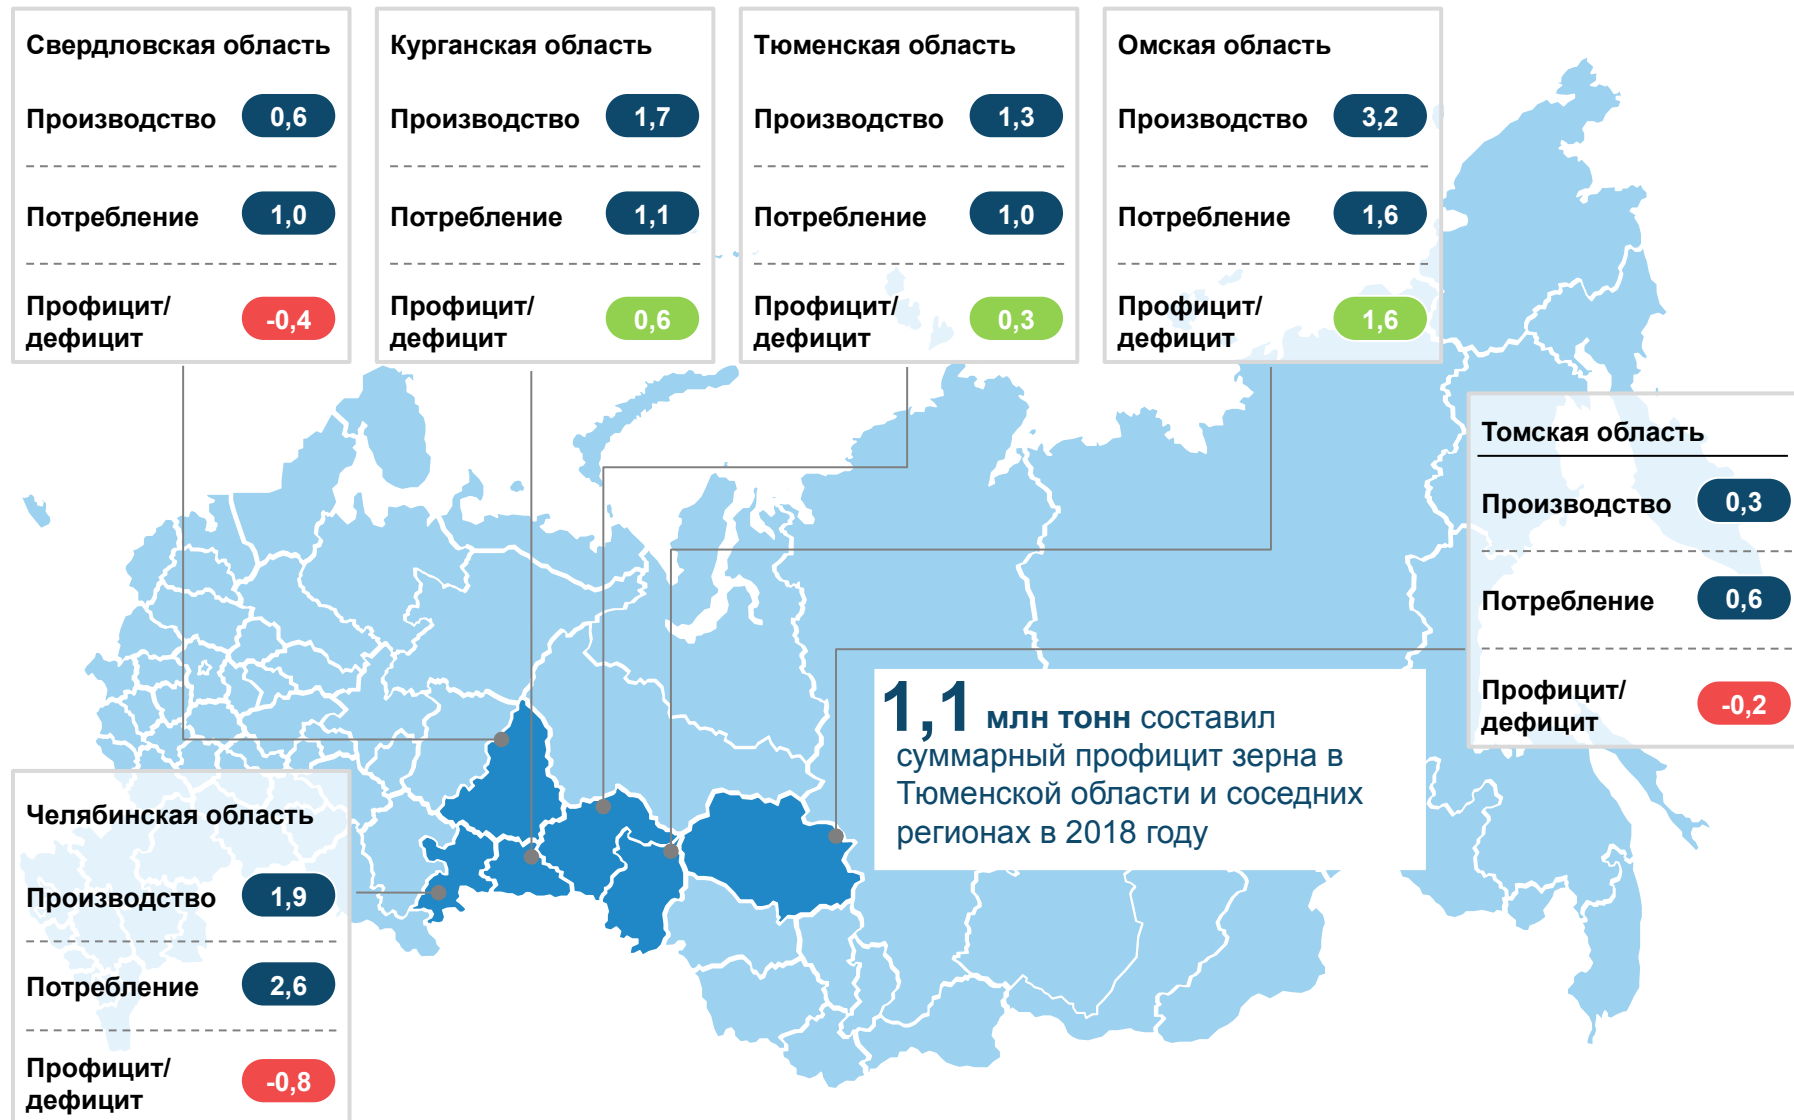 Свердловская область
Производство 0,6
Потребление 1,0
Профицит/
дефицит -0,4
Курганская область
Производство 1,7
Потребление 1,1
Профицит/
дефицит 0,6
Тюменская область
Производство 1,3
Потребление 1,0
Профицит/
дефицит 0,3
Омская область
Производство 3,2
Потребление 1,6
Профицит/
дефицит 1,6
Томская область
Производство 0,3
Потребление 0,6
Профицит/
дефицит -0,2
1,1 млн тонн составил
суммарный профицит зерна в
Тюменской области и соседних
регионах в 2018 году
Челябинская область
Производство 1,9
Потребление 2,6
Профицит/
дефицит -0,8